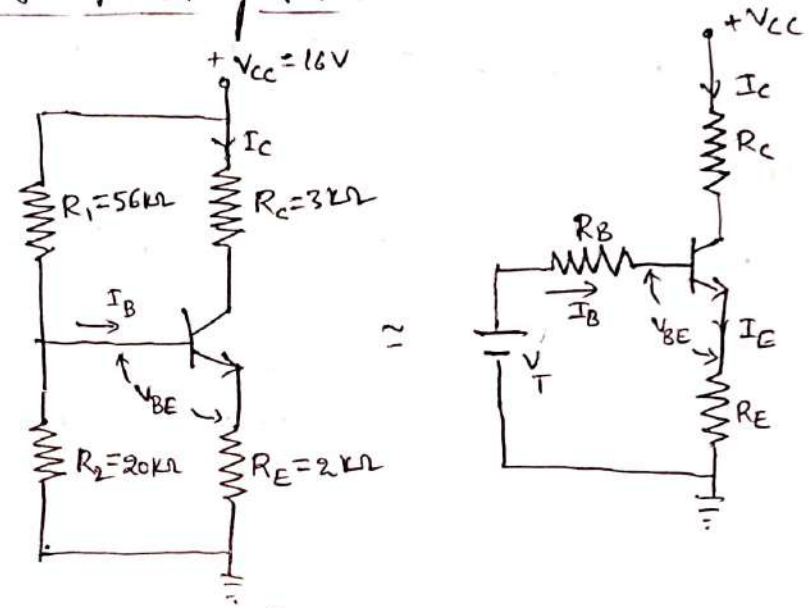 + VCC = 16V
IC
R1=56kΩ
RC=3kΩ
IB
VBE
R2=20kΩ
RE=2kΩ
≃
+ VCC
IC
RC
RB
IB
VBE
IE
VT
RE